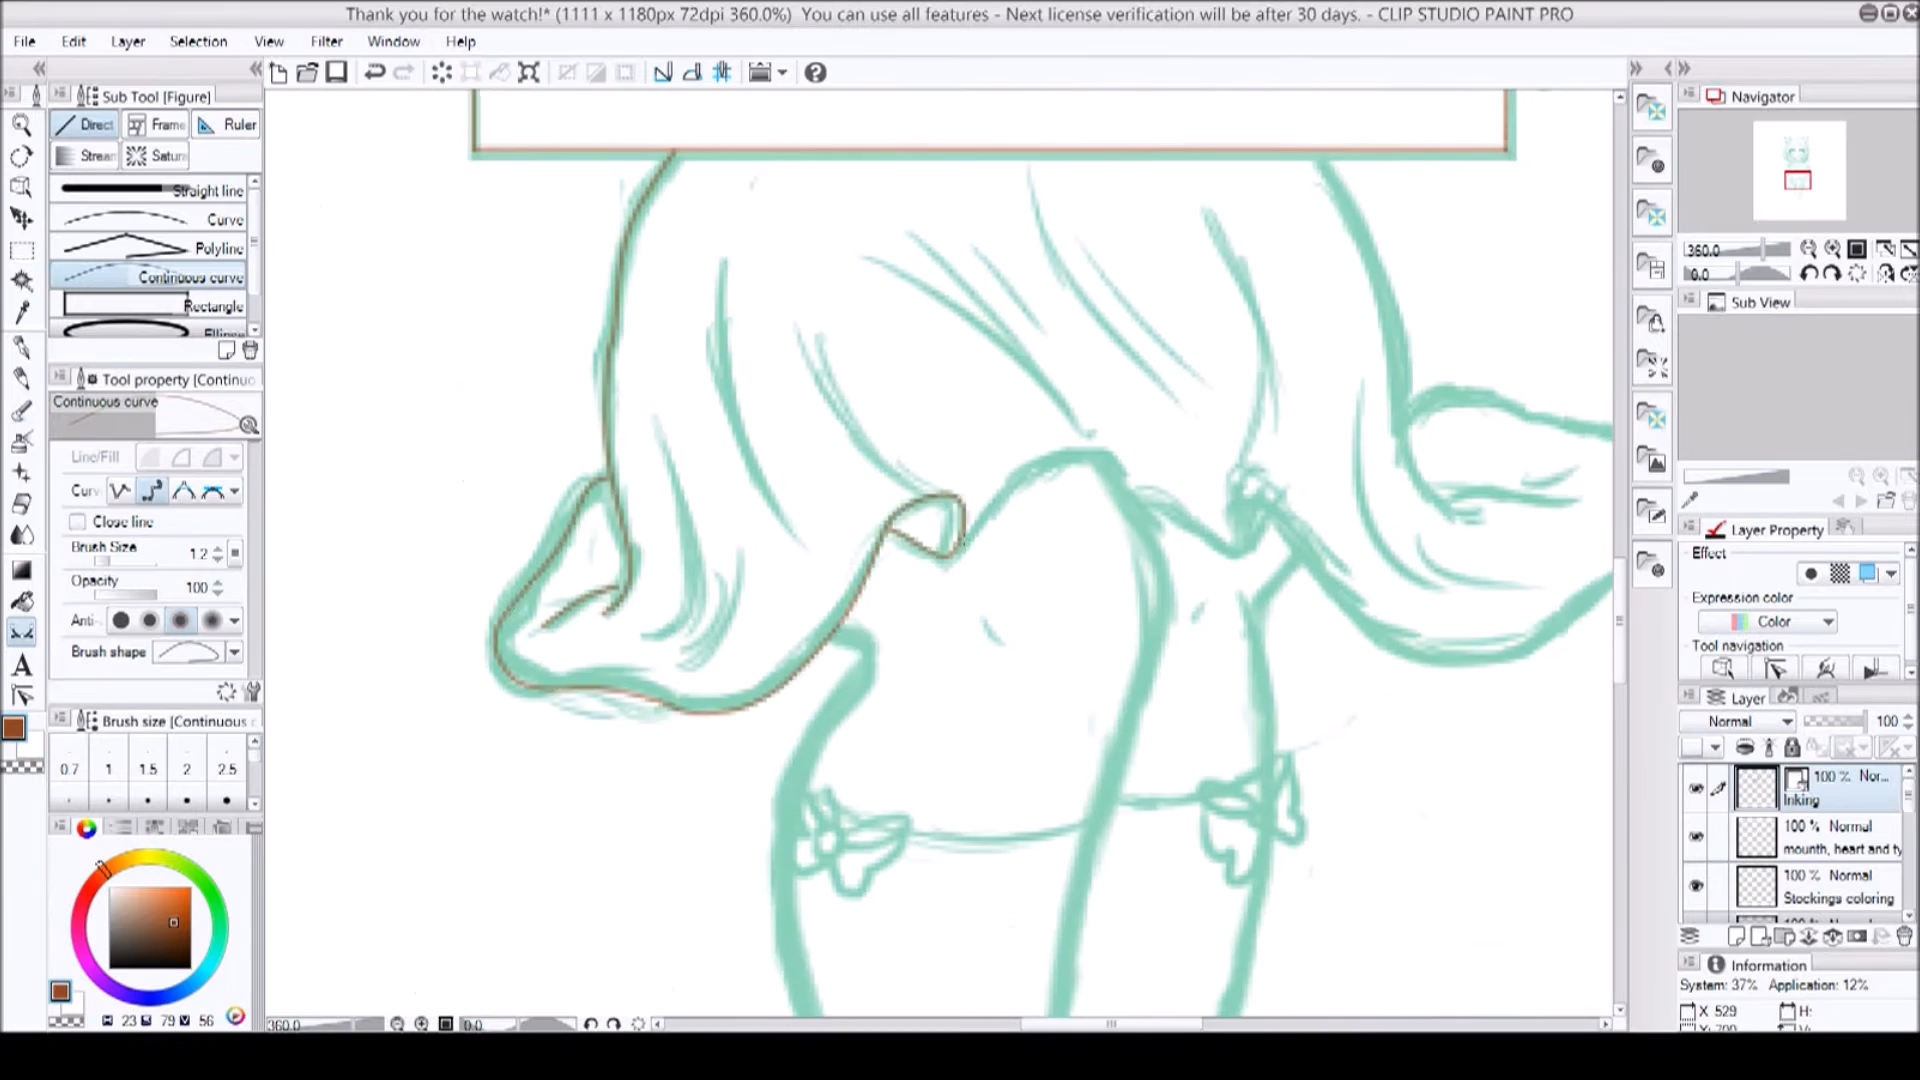 Thank you for the watch!* (1111 x 1180px 72dpi 360.0%) You can use all features - Next license verification will be after 30 days. - CLIP STUDIO PAINT PRO
File Edit Layer Selection View Filter Window Help
Sub Tool [Figure]
Direct Frame Ruler
Stream Satur
Straight line
Curve
Polyline
Continuous curve
Rectangle
Ellipse
Tool property [Continuo
Continuous curve
Line/Fill
Curv
Close line
Brush Size 1.2
Opacity 100
Anti-
Brush shape
Brush size [Continuous c
0.7 1 1.5 2 2.5
H 23 S 79 V 56
360.0 0.0
Navigator
360.0
0.0
Sub View
Layer Property
Effect
Expression color
Color
Tool navigation
Layer
Normal 100
100 % Nor...
Inking
100 % Normal
mounth, heart and ty
100 % Normal
Stockings coloring
Information
System: 37% Application: 12%
X 529 H: